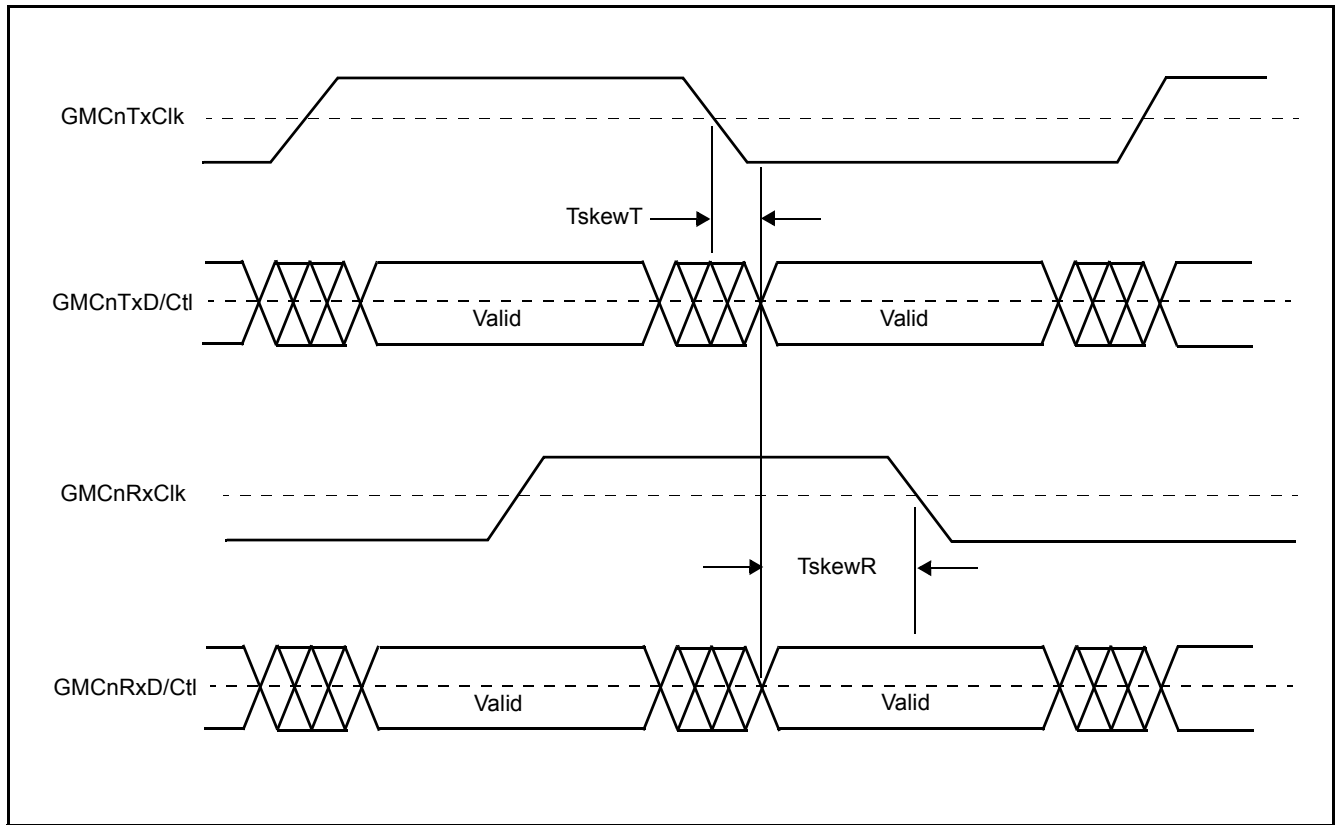 GMCnTxClk
TskewT
GMCnTxD/Ctl
Valid
Valid
GMCnRxClk
TskewR
GMCnRxD/Ctl
Valid
Valid